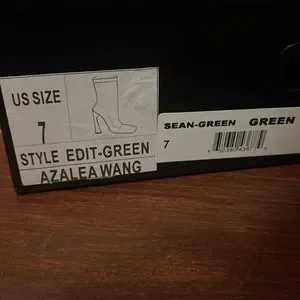 US SIZE
7
STYLE EDIT-GREEN
AZALEA WANG
SEAN-GREEN GREEN
7